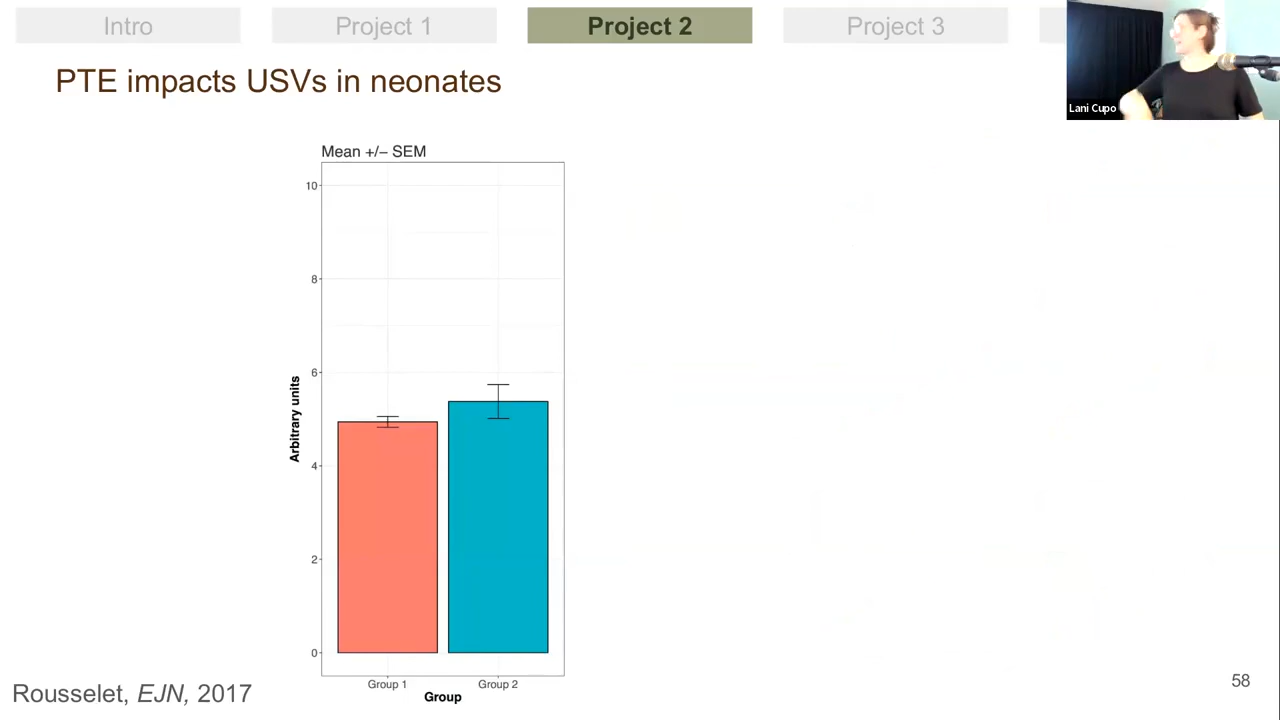 Intro
Project 1
Project 2
Project 3
Lani Cupo
PTE impacts USVs in neonates
Mean +/− SEM
10
8
6
4
2
0
Arbitrary units
Group 1
Group 2
Group
Rousselet, EJN, 2017
58